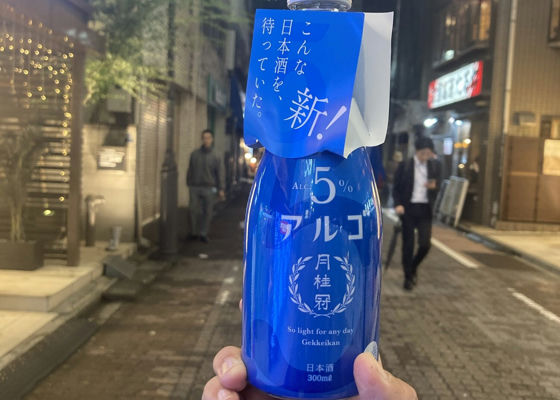 こんな
日本酒を、
待っていた。
新!
ALC.
5%
アルゴ
月桂冠
So light for any day
Gekkeikan
日本酒
300ml